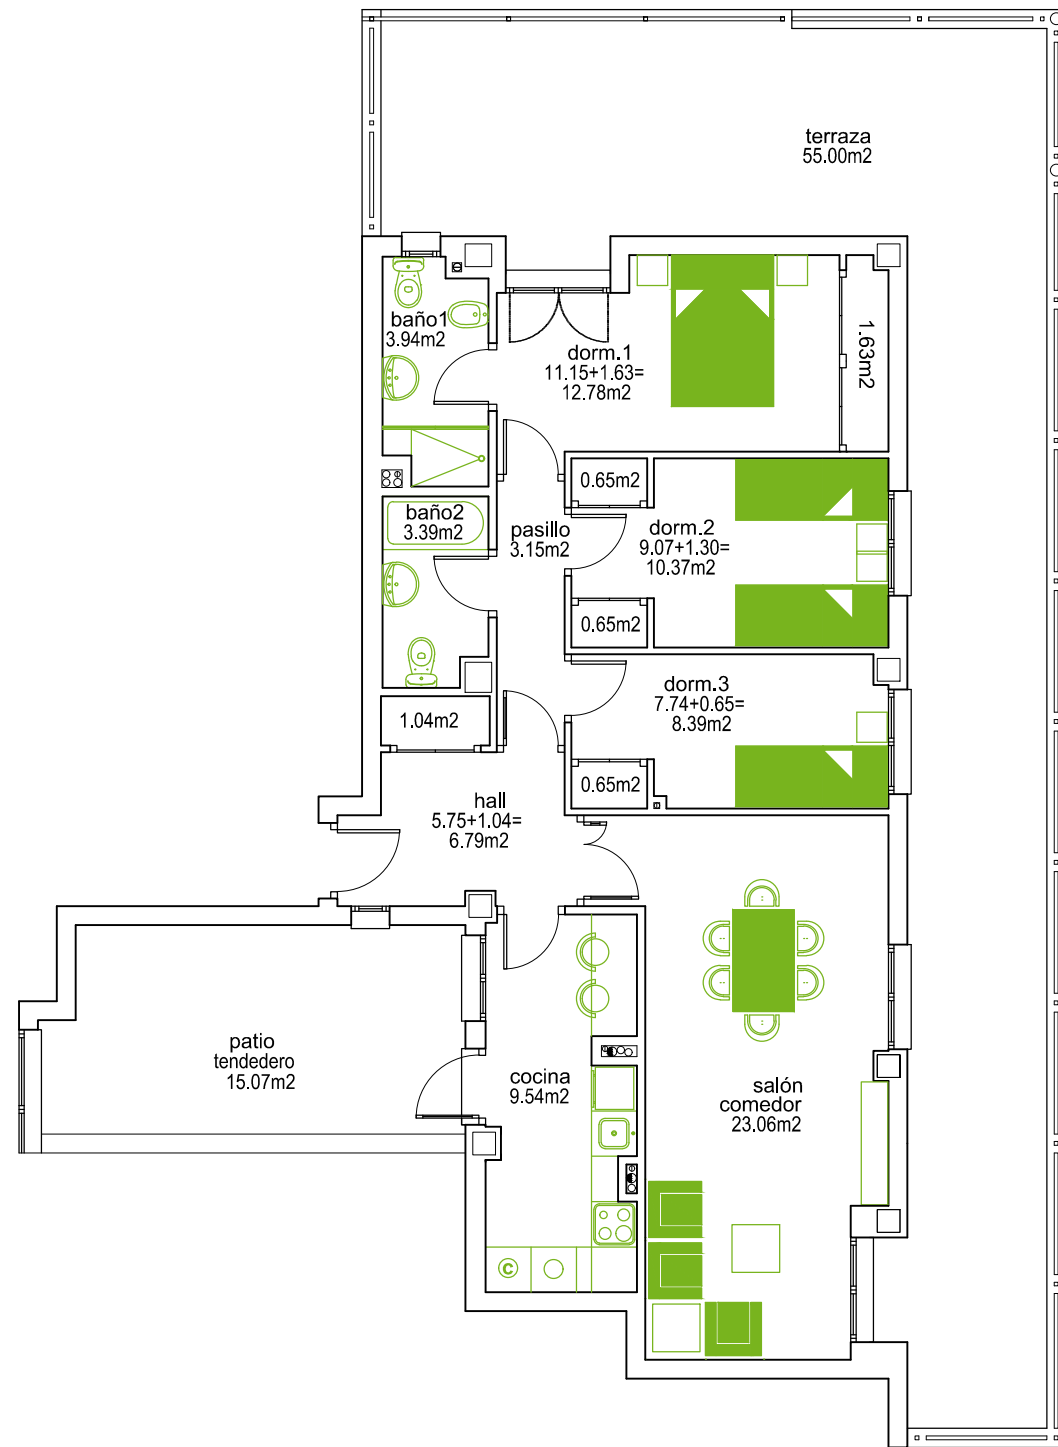 terraza
55.00m2
baño1
3.94m2
dorm.1
11.15+1.63=
12.78m2
1.63m2
0.65m2
baño2
3.39m2
pasillo
3.15m2
dorm.2
9.07+1.30=
10.37m2
0.65m2
dorm.3
7.74+0.65=
8.39m2
1.04m2
0.65m2
hall
5.75+1.04=
6.79m2
patio
tendedero
15.07m2
cocina
9.54m2
salón
comedor
23.06m2
C